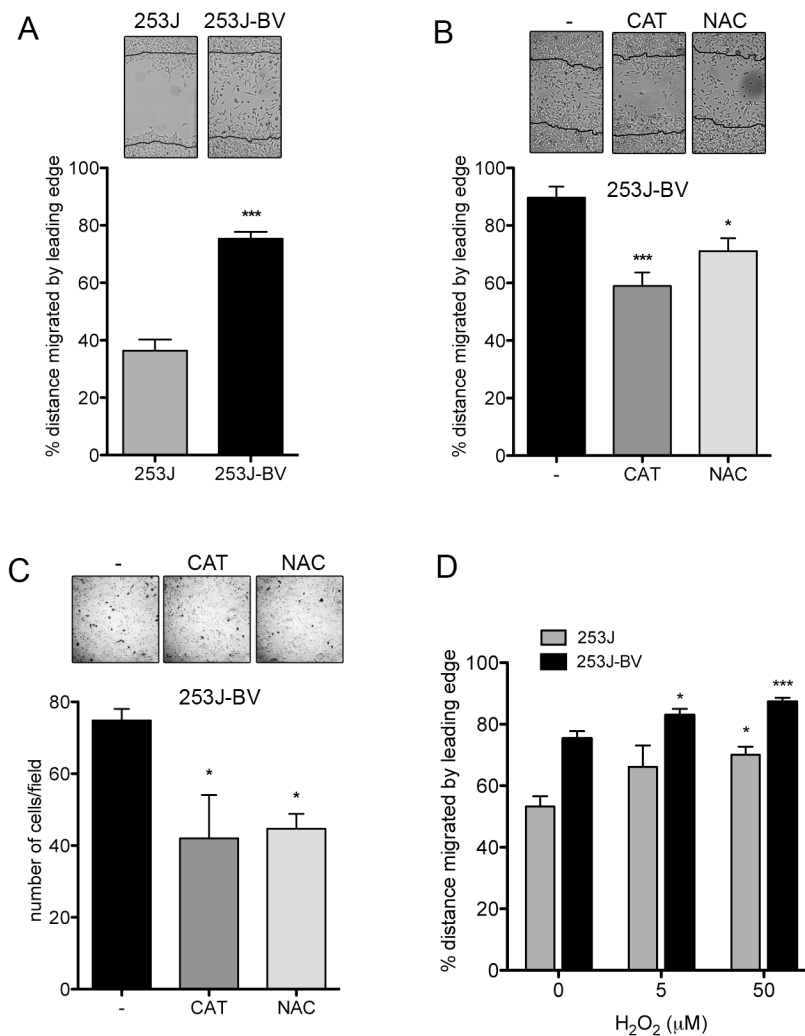 A
253J 253J-BV
% distance migrated by leading edge
100
80
60
40
20
0
***
253J 253J-BV
B
- CAT NAC
% distance migrated by leading edge
100
80
60
40
20
0
253J-BV
***
*
- CAT NAC
C
- CAT NAC
number of cells/field
80
60
40
20
0
253J-BV
*
*
- CAT NAC
D
253J
253J-BV
% distance migrated by leading edge
100
80
60
40
20
0
*
*
***
0 5 50
H₂O₂ (μM)